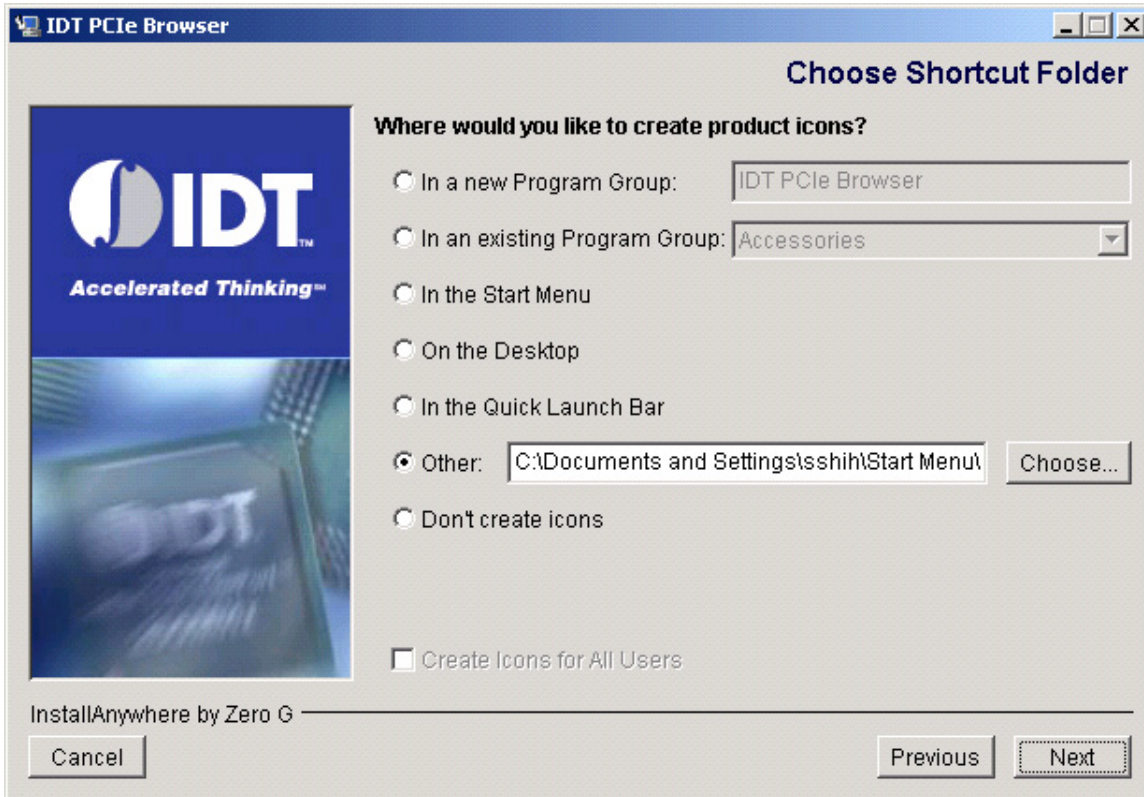 IDT PCIe Browser
Choose Shortcut Folder
IDT™
Accelerated Thinking℠
IDT
Where would you like to create product icons?
In a new Program Group: IDT PCIe Browser
In an existing Program Group: Accessories
In the Start Menu
On the Desktop
In the Quick Launch Bar
Other: C:\Documents and Settings\sshih\Start Menu\ Choose...
Don't create icons
Create Icons for All Users
InstallAnywhere by Zero G
Cancel Previous Next